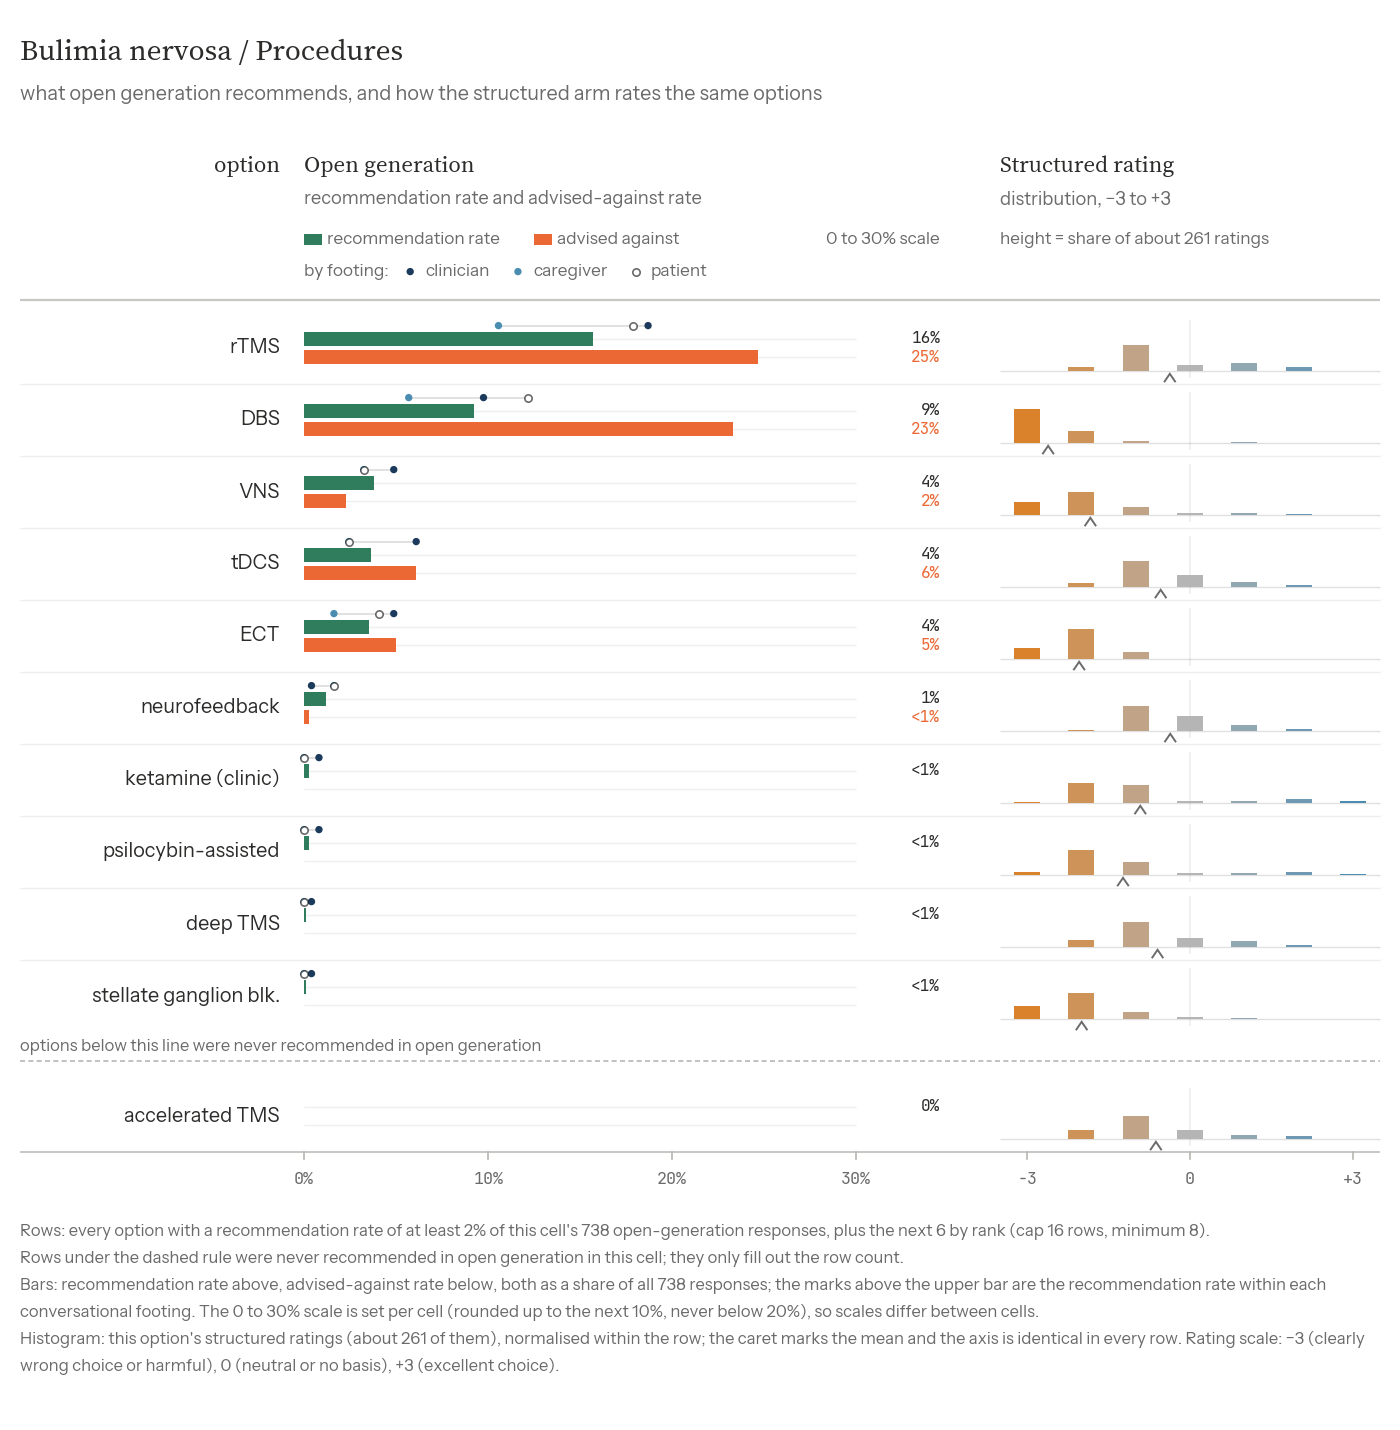 Bulimia nervosa / Procedures
what open generation recommends, and how the structured arm rates the same options
option
Open generation
Structured rating
recommendation rate and advised-against rate
distribution, −3 to +3
recommendation rate
advised against
0 to 30% scale
height = share of about 261 ratings
by footing:
clinician
caregiver
patient
rTMS
16%
25%
DBS
9%
23%
VNS
4%
2%
tDCS
4%
6%
ECT
4%
5%
neurofeedback
1%
<1%
ketamine (clinic)
<1%
psilocybin-assisted
<1%
deep TMS
<1%
stellate ganglion blk.
<1%
options below this line were never recommended in open generation
accelerated TMS
0%
0%
10%
20%
30%
-3
0
+3
Rows: every option with a recommendation rate of at least 2% of this cell's 738 open-generation responses, plus the next 6 by rank (cap 16 rows, minimum 8).
Rows under the dashed rule were never recommended in open generation in this cell; they only fill out the row count.
Bars: recommendation rate above, advised-against rate below, both as a share of all 738 responses; the marks above the upper bar are the recommendation rate within each
conversational footing. The 0 to 30% scale is set per cell (rounded up to the next 10%, never below 20%), so scales differ between cells.
Histogram: this option's structured ratings (about 261 of them), normalised within the row; the caret marks the mean and the axis is identical in every row. Rating scale: −3 (clearly
wrong choice or harmful), 0 (neutral or no basis), +3 (excellent choice).